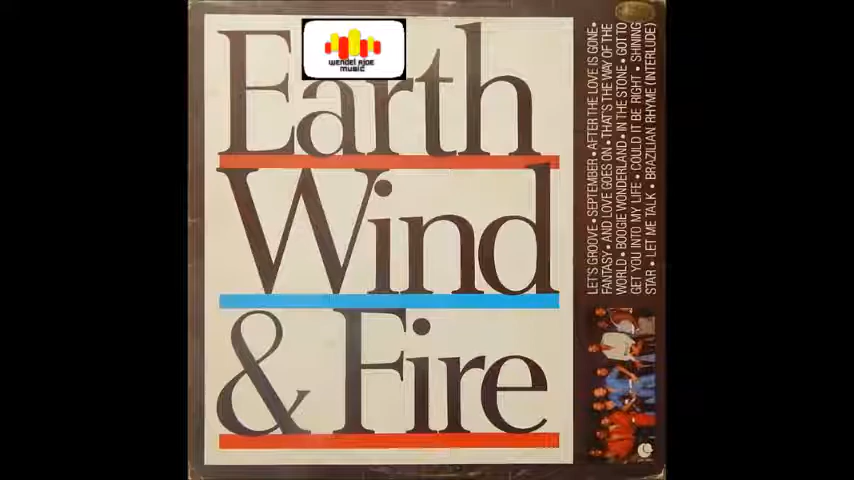 Earth
Wind
& Fire
WENDEL RIDE
MUSIC
LET'S GROOVE • SEPTEMBER • AFTER THE LOVE IS GONE •
FANTASY • AND LOVE GOES ON • THAT'S THE WAY OF THE
WORLD • BOOGIE WONDERLAND • IN THE STONE • GOT TO
GET YOU INTO MY LIFE • COULD IT BE RIGHT • SHINING
STAR • LET ME TALK • BRAZILIAN RHYME (INTERLUDE)